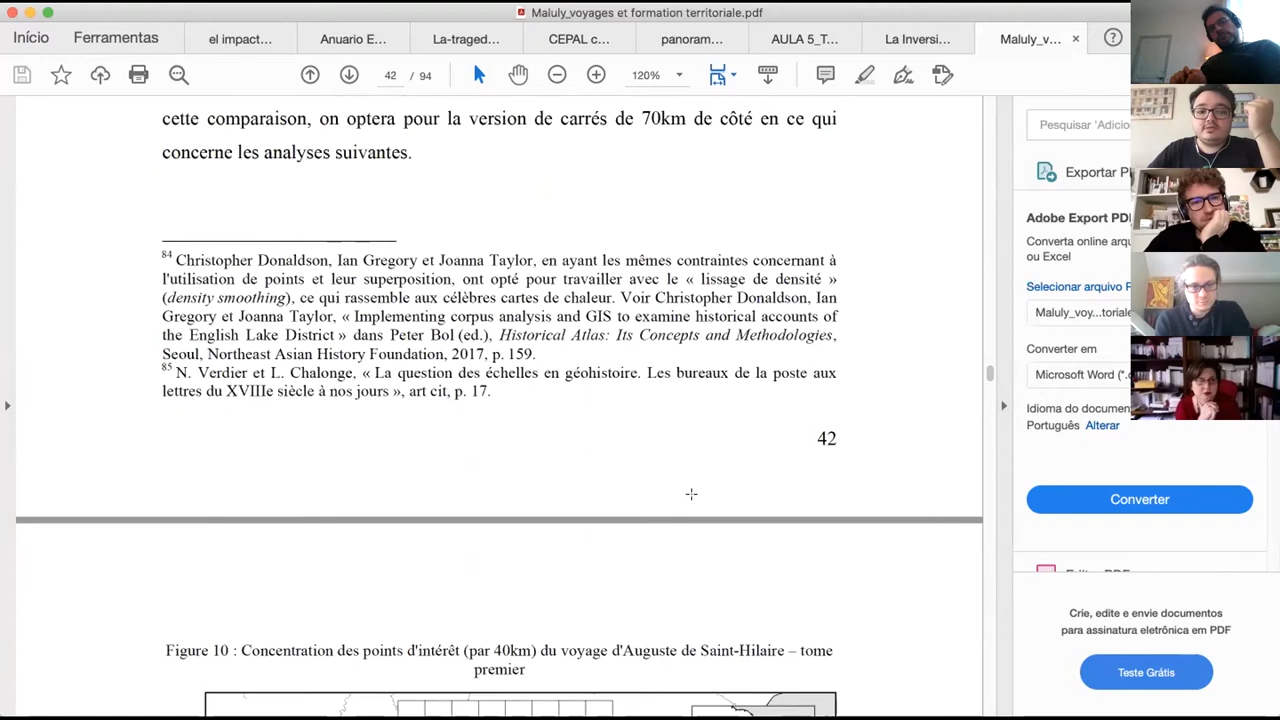 Maluly_voyages et formation territoriale.pdf
Início
Ferramentas
el impact...
Anuario E...
La-traged...
CEPAL c...
panoram...
AULA 5_T...
La Inversi...
Maluly_v...
42 / 94
120%
cette comparaison, on optera pour la version de carrés de 70km de côté en ce qui
concerne les analyses suivantes.
84 Christopher Donaldson, Ian Gregory et Joanna Taylor, en ayant les mêmes contraintes concernant à
l'utilisation de points et leur superposition, ont opté pour travailler avec le « lissage de densité »
(density smoothing), ce qui rassemble aux célèbres cartes de chaleur. Voir Christopher Donaldson, Ian
Gregory et Joanna Taylor, « Implementing corpus analysis and GIS to examine historical accounts of
the English Lake District » dans Peter Bol (ed.), Historical Atlas: Its Concepts and Methodologies,
Seoul, Northeast Asian History Foundation, 2017, p. 159.
85 N. Verdier et L. Chalonge, « La question des échelles en géohistoire. Les bureaux de la poste aux
lettres du XVIIIe siècle à nos jours », art cit, p. 17.
42
Figure 10 : Concentration des points d'intérêt (par 40km) du voyage d'Auguste de Saint-Hilaire – tome
premier
Pesquisar 'Adicio
Exportar P
Adobe Export PD
Converta online arqu
ou Excel
Selecionar arquivo
Maluly_voy...toriale
Converter em
Microsoft Word (*.
Idioma do documen
Português Alterar
Converter
Crie, edite e envie documentos
para assinatura eletrônica em PDF
Teste Grátis